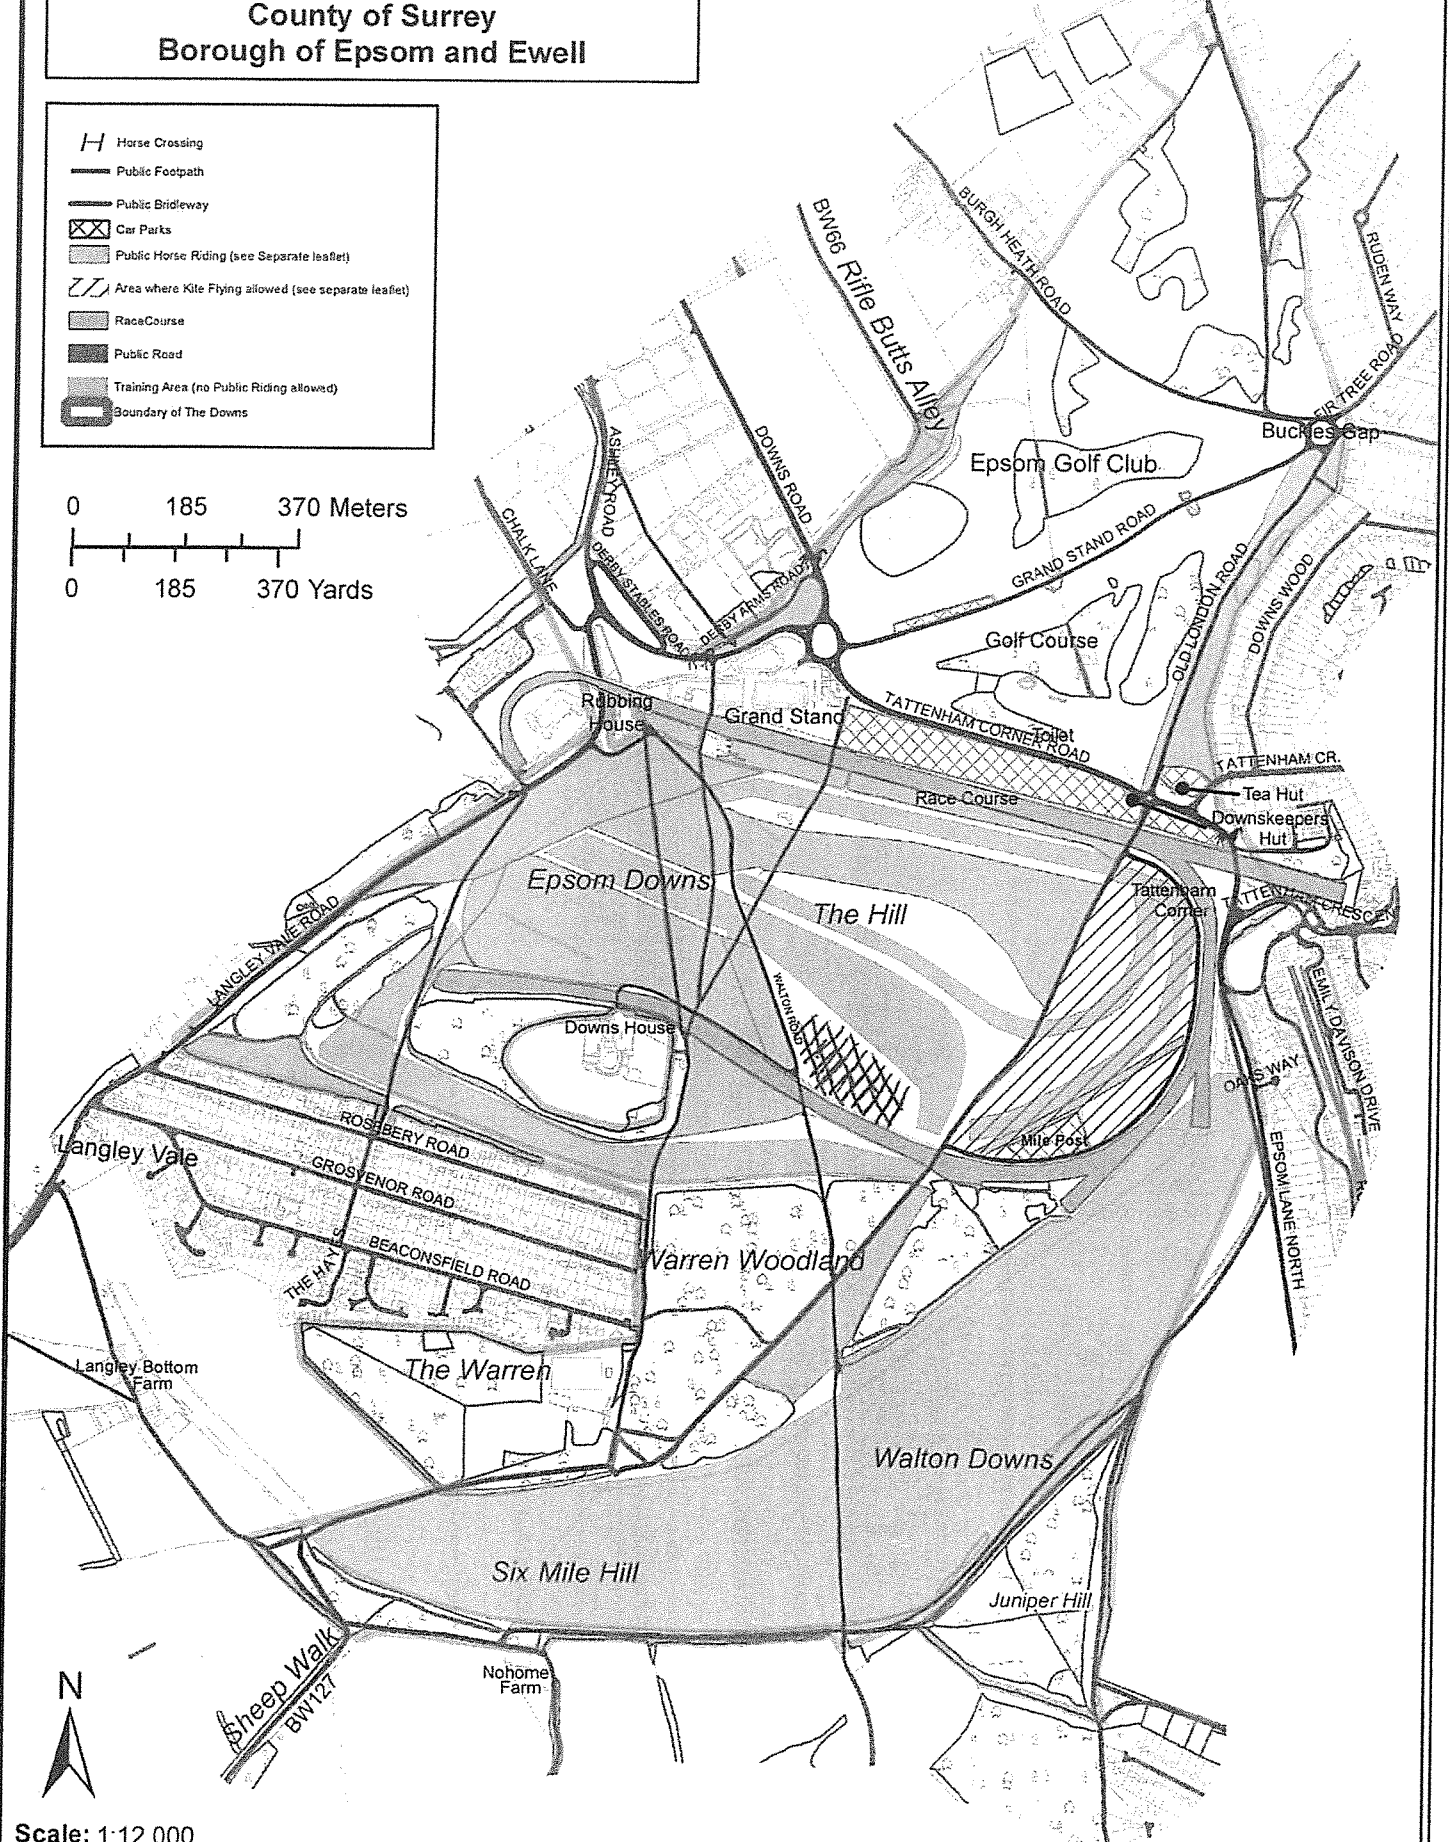 County of Surrey
Borough of Epsom and Ewell
Horse Crossing
Public Footpath
Public Bridleway
Car Parks
Public Horse Riding (see Separate leaflet)
Area where Kite Flying allowed (see separate leaflet)
RaceCourse
Public Road
Training Area (no Public Riding allowed)
Boundary of The Downs
0 185 370 Meters
0 185 370 Yards
BURGH HEATH ROAD
BW66 Rifle Butts Alley
RUDEN WAY
FIR TREE ROAD
Buckles Gap
Epsom Golf Club
ASHLEY ROAD
DOWNS ROAD
CHALK LANE
DERBY STABLES ROAD
DERBY ARMS ROAD
GRAND STAND ROAD
OLD LONDON ROAD
DOWNS WOOD
Golf Course
Rubbing
House
Grand Stand
TATTENHAM CORNER ROAD
Toilet
TATTENHAM CR.
Race Course
Tea Hut
Downskeepers
Hut
Epsom Downs
The Hill
Tattenham
Corner
TATTENHAM CRESCEN
LANGLEY VALE ROAD
WALTON ROAD
EMILY DAVISON DRIVE
Downs House
OAKS WAY
Mile Post
ROSEBERY ROAD
Langley Vale
GROSVENOR ROAD
EPSOM LANE NORTH
BEACONSFIELD ROAD
THE HAYES
Warren Woodland
Langley Bottom
Farm
The Warren
Walton Downs
Six Mile Hill
Juniper Hill
Sheep Walk
BW127
Nohome
Farm
N
Scale: 1:12,000